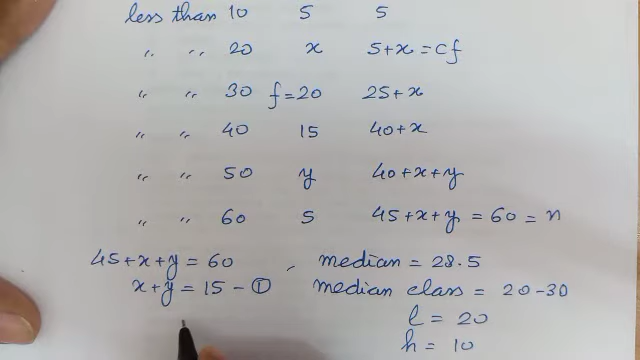 less than 10 5 5
" " 20 x 5+x = cf
" " 30 f=20 25+x
" " 40 15 40+x
" " 50 y 40+x+y
" " 60 5 45+x+y = 60 = n
45+x+y = 60 , median = 28.5
x+y = 15 - ① median class = 20-30
l = 20
h = 10